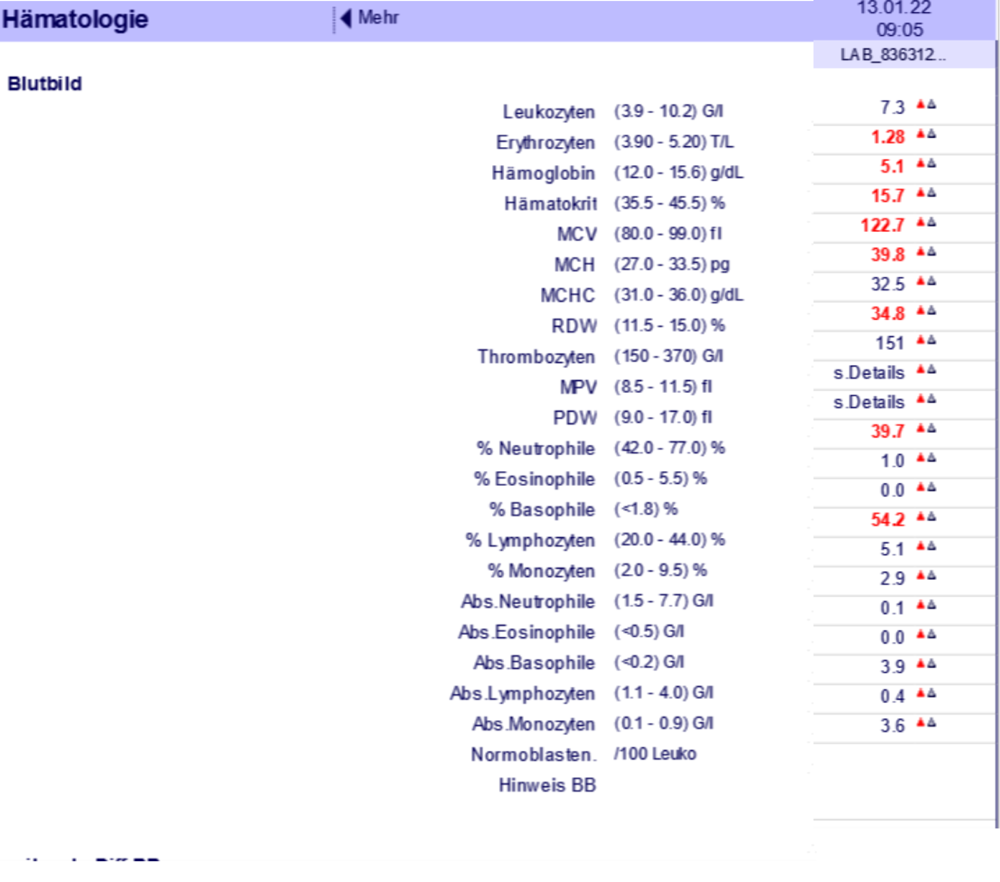 Hämatologie ◀ Mehr 13.01.22
09:05
LAB_836312...
Blutbild
Leukozyten (3.9 - 10.2) G/l 7.3
Erythrozyten (3.90 - 5.20) T/L 1.28
Hämoglobin (12.0 - 15.6) g/dL 5.1
Hämatokrit (35.5 - 45.5) % 15.7
MCV (80.0 - 99.0) fl 122.7
MCH (27.0 - 33.5) pg 39.8
MCHC (31.0 - 36.0) g/dL 32.5
RDW (11.5 - 15.0) % 34.8
Thrombozyten (150 - 370) G/l 151
MPV (8.5 - 11.5) fl s.Details
PDW (9.0 - 17.0) fl s.Details
% Neutrophile (42.0 - 77.0) % 39.7
% Eosinophile (0.5 - 5.5) % 1.0
% Basophile (<1.8) % 0.0
% Lymphozyten (20.0 - 44.0) % 54.2
% Monozyten (2.0 - 9.5) % 5.1
Abs.Neutrophile (1.5 - 7.7) G/l 2.9
Abs.Eosinophile (<0.5) G/l 0.1
Abs.Basophile (<0.2) G/l 0.0
Abs.Lymphozyten (1.1 - 4.0) G/l 3.9
Abs.Monozyten (0.1 - 0.9) G/l 0.4
Normoblasten. /100 Leuko 3.6
Hinweis BB